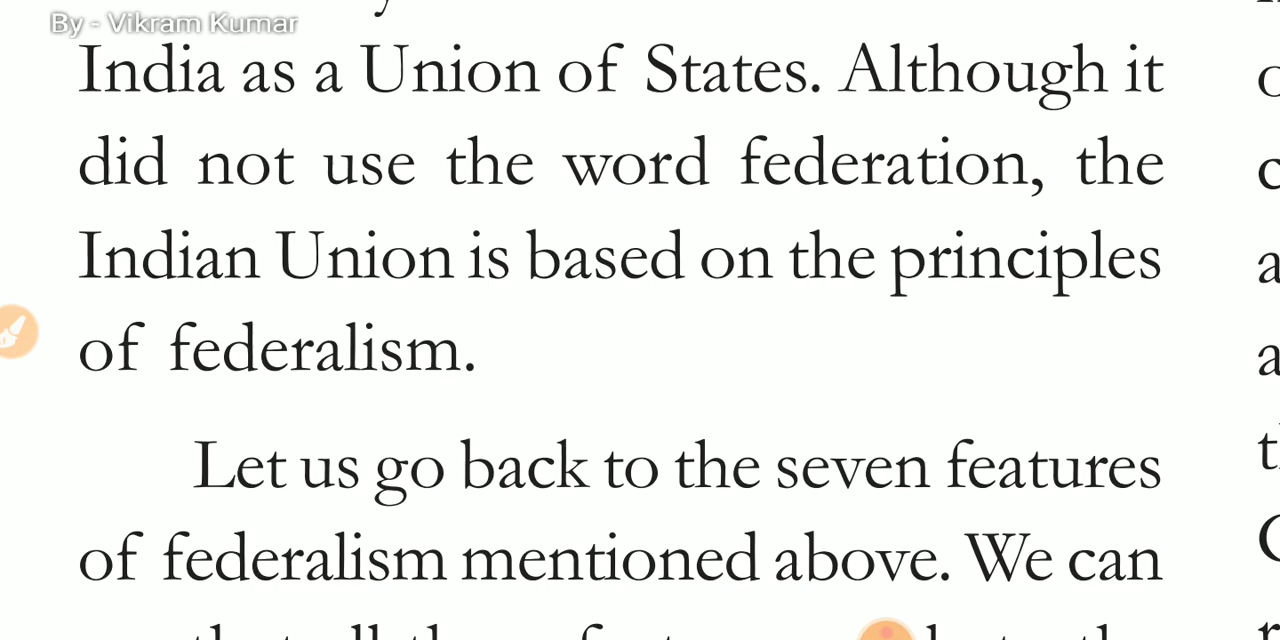 By - Vikram Kumar
India as a Union of States. Although it
did not use the word federation, the
Indian Union is based on the principles
of federalism.
Let us go back to the seven features
of federalism mentioned above. We can